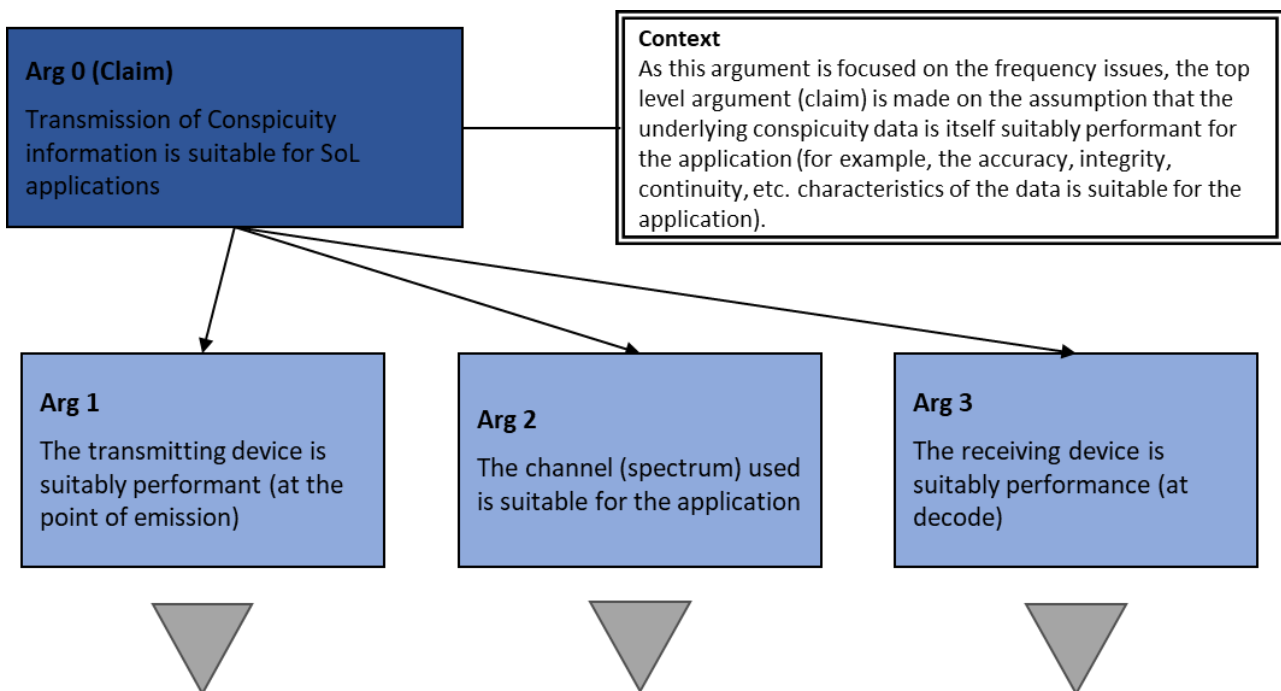 Arg 0 (Claim)
Transmission of Conspicuity
information is suitable for SoL
applications
Context
As this argument is focused on the frequency issues, the top
level argument (claim) is made on the assumption that the
underlying conspicuity data is itself suitably performant for
the application (for example, the accuracy, integrity,
continuity, etc. characteristics of the data is suitable for the
application).
Arg 1
The transmitting device is
suitably performant (at the
point of emission)
Arg 2
The channel (spectrum) used
is suitable for the application
Arg 3
The receiving device is
suitably performance (at
decode)